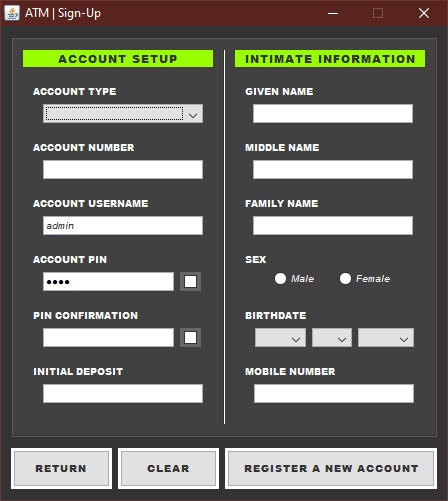 ATM | Sign-Up
ACCOUNT SETUP
ACCOUNT TYPE
ACCOUNT NUMBER
ACCOUNT USERNAME
admin
ACCOUNT PIN
●●●●
PIN CONFIRMATION
INITIAL DEPOSIT
INTIMATE INFORMATION
GIVEN NAME
MIDDLE NAME
FAMILY NAME
SEX
Male Female
BIRTHDATE
MOBILE NUMBER
RETURN CLEAR REGISTER A NEW ACCOUNT